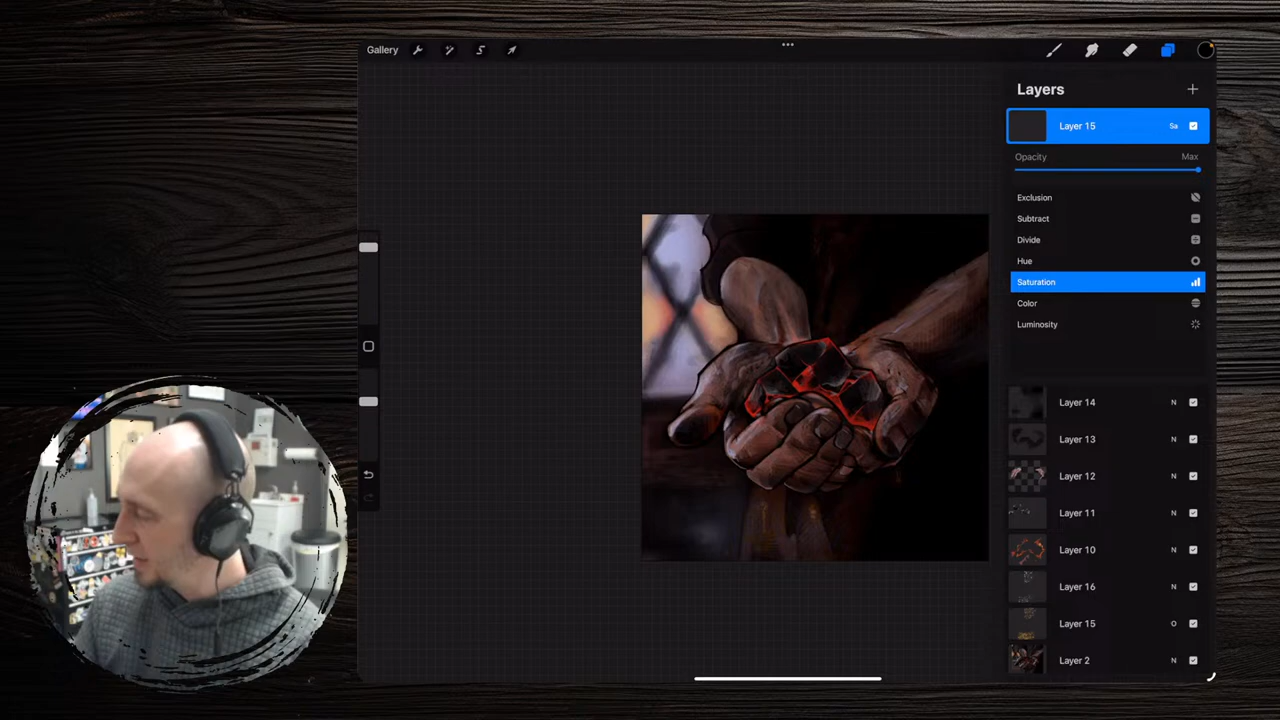 Gallery
Layers
Layer 15 Sa
Opacity Max
Exclusion
Subtract
Divide
Hue
Saturation
Color
Luminosity
Layer 14 N
Layer 13 N
Layer 12 N
Layer 11 N
Layer 10 N
Layer 16 N
Layer 15 O
Layer 2 N